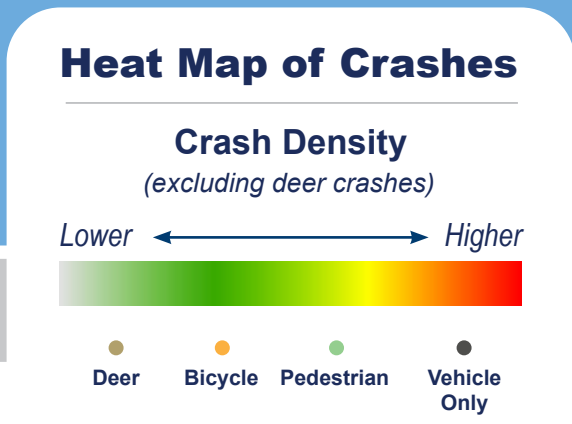 Heat Map of Crashes
Crash Density
(excluding deer crashes)
Lower Higher
Deer Bicycle Pedestrian Vehicle
Only